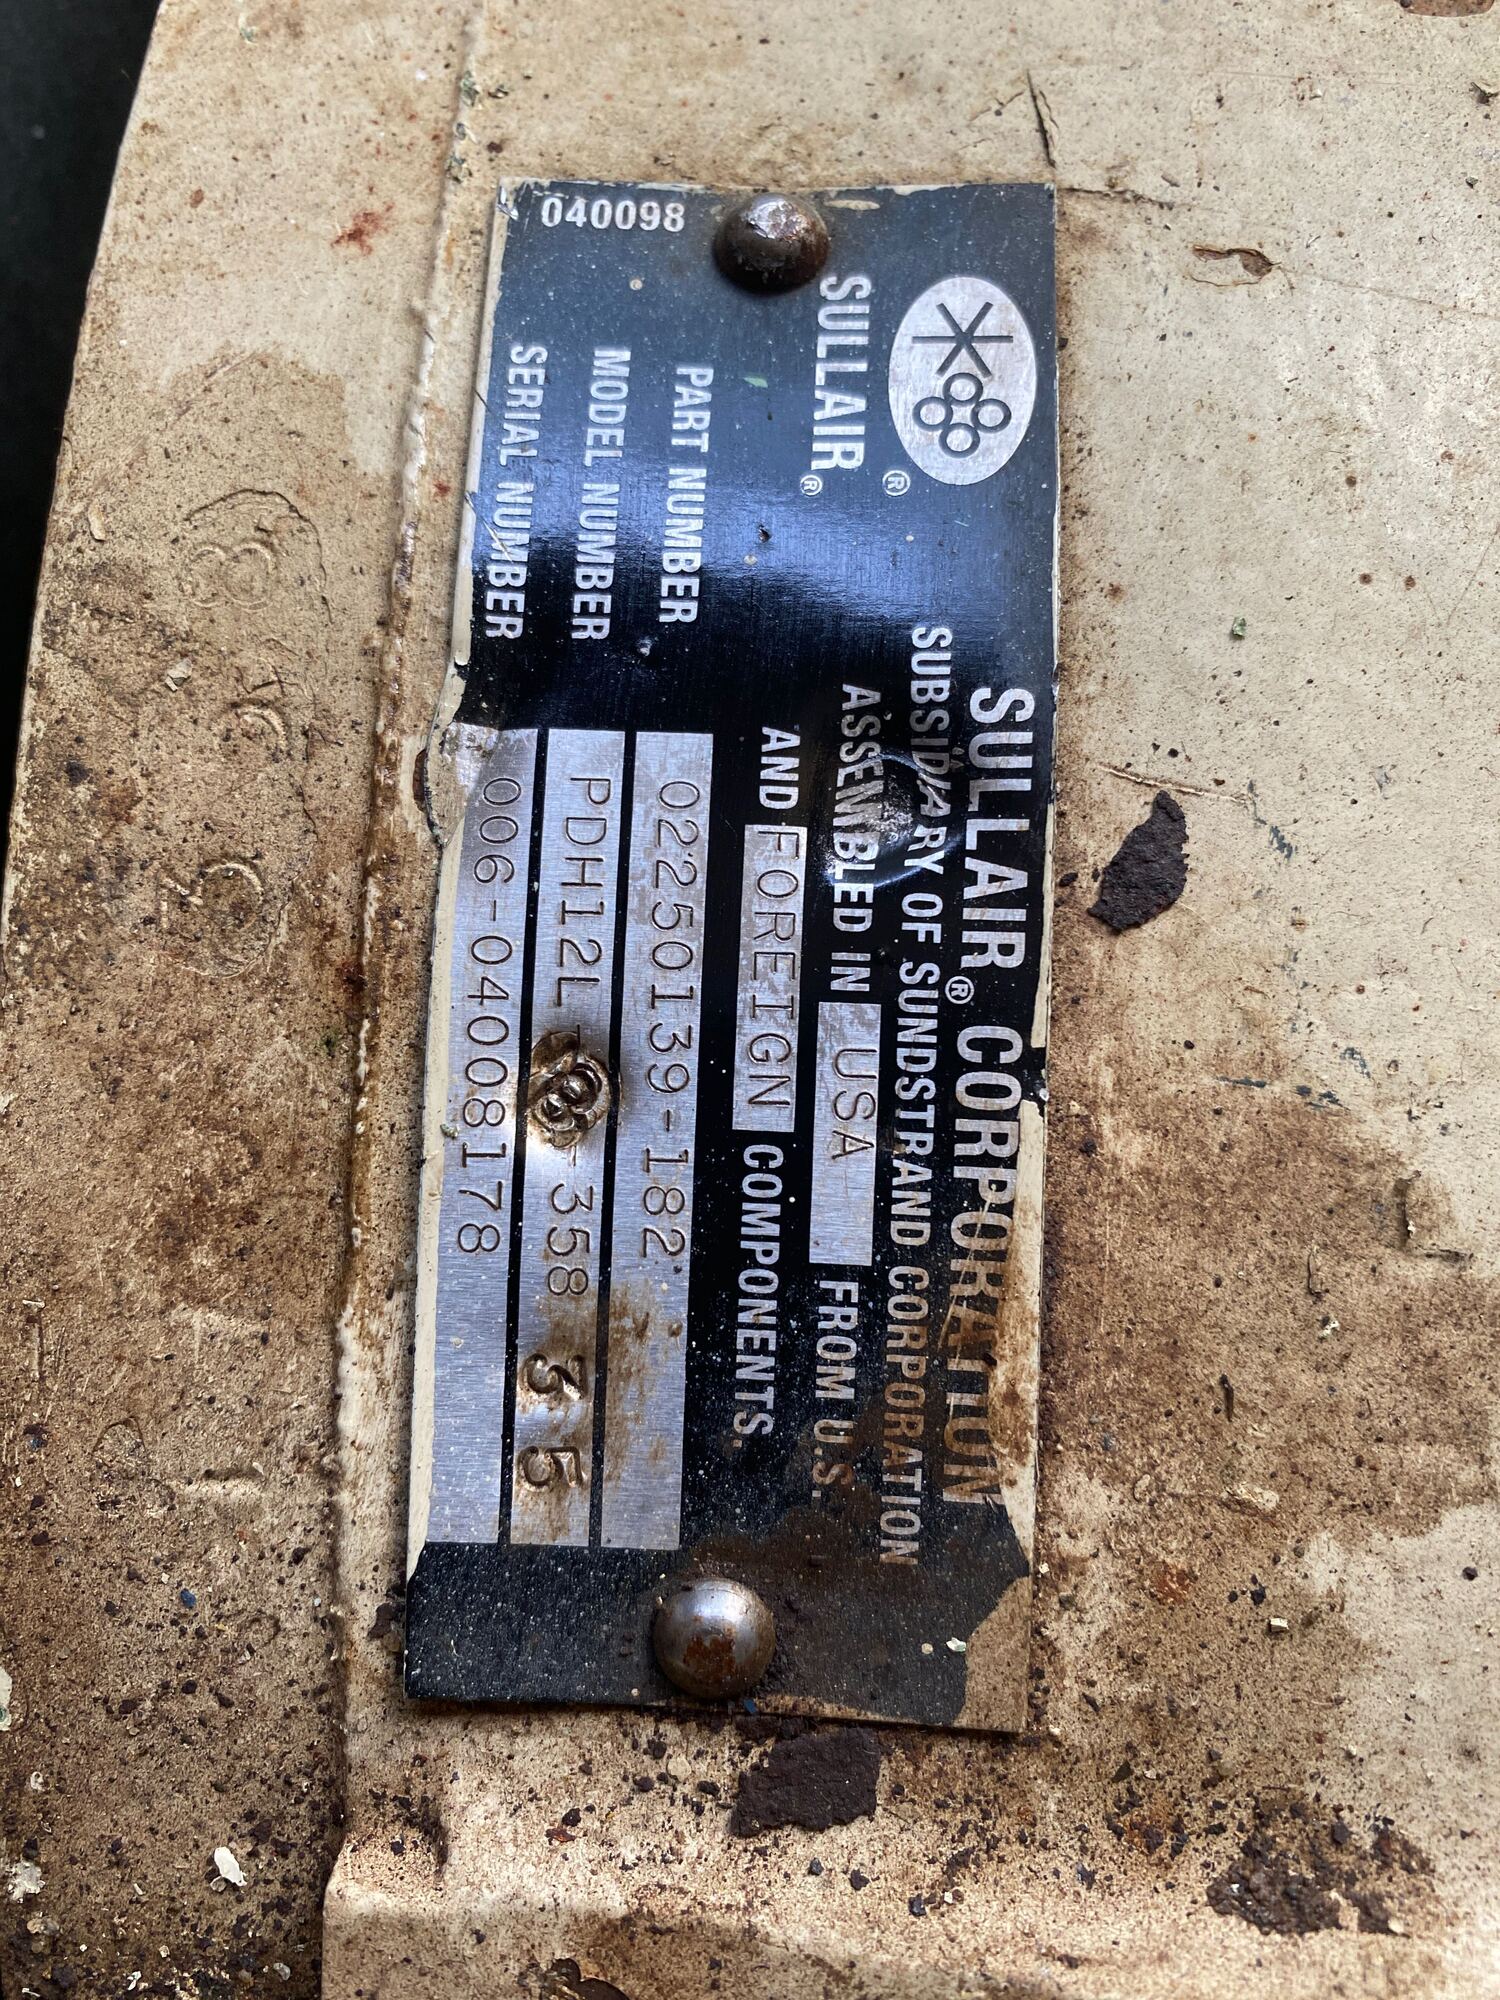 SULLAIR® CORPORATION
SUBSIDIARY OF SUNDSTRAND CORPORATION
SULLAIR®
ASSEMBLED IN USA FROM U.S.
AND FOREIGN COMPONENTS.
PART NUMBER 02250139-182
MODEL NUMBER PDH12L -358 35
SERIAL NUMBER 006-04008178
040098